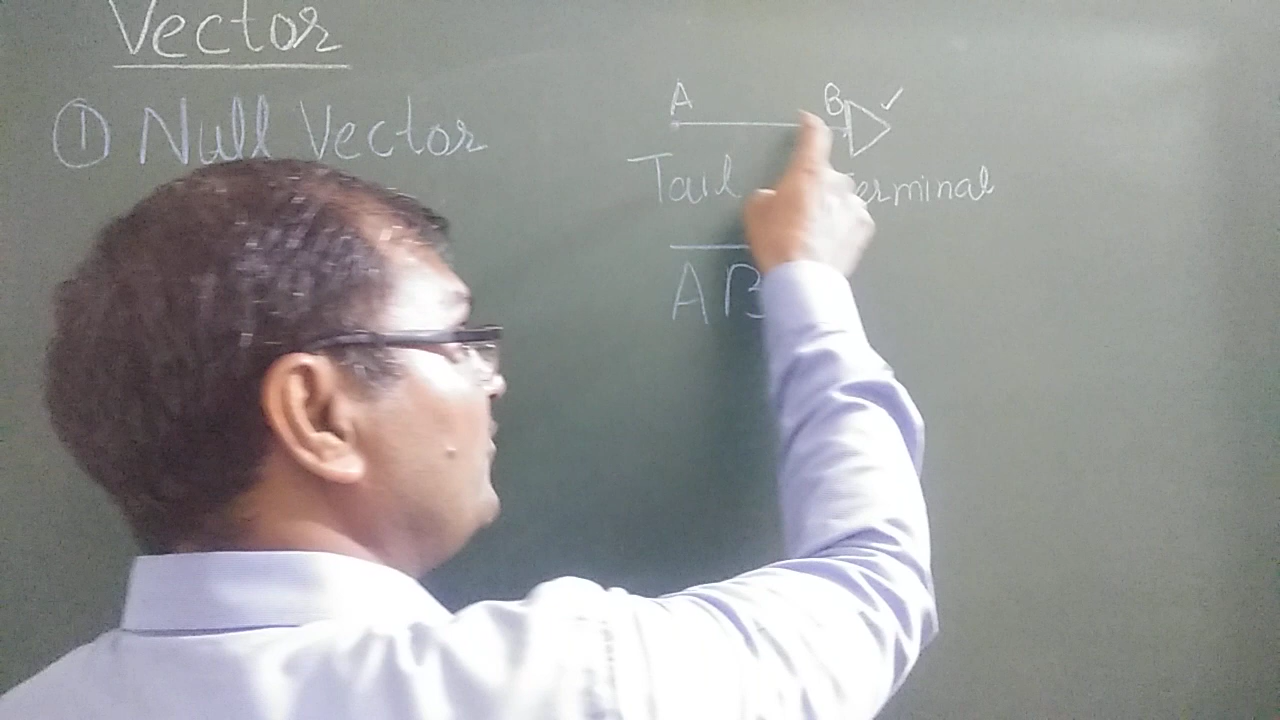 Vector
① Null Vector
A B
Tail Terminal
AB